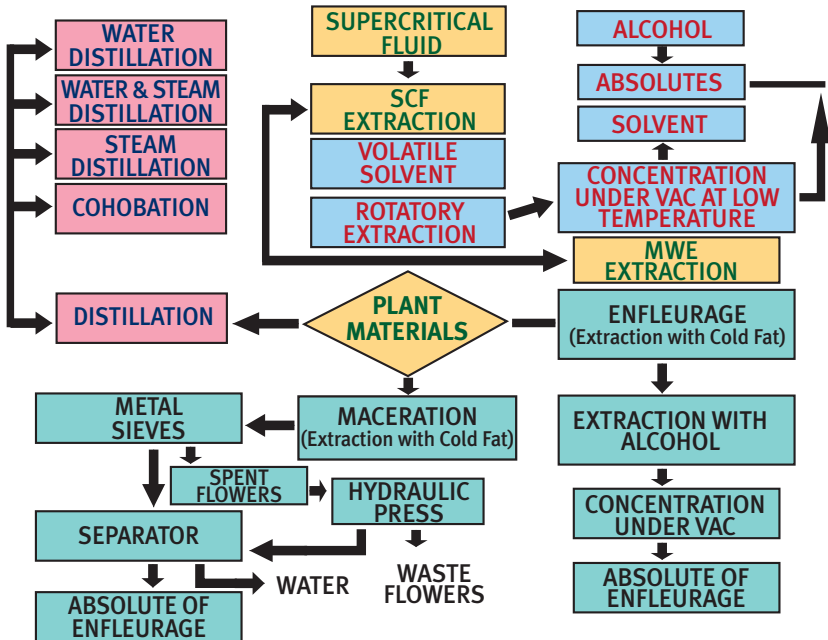 WATER
DISTILLATION
WATER & STEAM
DISTILLATION
STEAM
DISTILLATION
COHOBATION
DISTILLATION
SUPERCRITICAL
FLUID
SCF
EXTRACTION
VOLATILE
SOLVENT
ROTATORY
EXTRACTION
ALCOHOL
ABSOLUTES
SOLVENT
CONCENTRATION
UNDER VAC AT LOW
TEMPERATURE
MWE
EXTRACTION
PLANT
MATERIALS
ENFLEURAGE
(Extraction with Cold Fat)
METAL
SIEVES
MACERATION
(Extraction with Cold Fat)
EXTRACTION WITH
ALCOHOL
SPENT
FLOWERS
HYDRAULIC
PRESS
CONCENTRATION
UNDER VAC
SEPARATOR
WATER
WASTE
FLOWERS
ABSOLUTE OF
ENFLEURAGE
ABSOLUTE OF
ENFLEURAGE